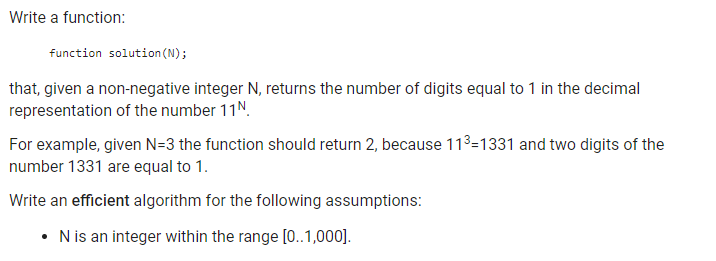 Write a function:
function solution(N);
that, given a non-negative integer N, returns the number of digits equal to 1 in the decimal
representation of the number 11ᴺ.
For example, given N=3 the function should return 2, because 11³=1331 and two digits of the
number 1331 are equal to 1.
Write an efficient algorithm for the following assumptions:
• N is an integer within the range [0..1,000].